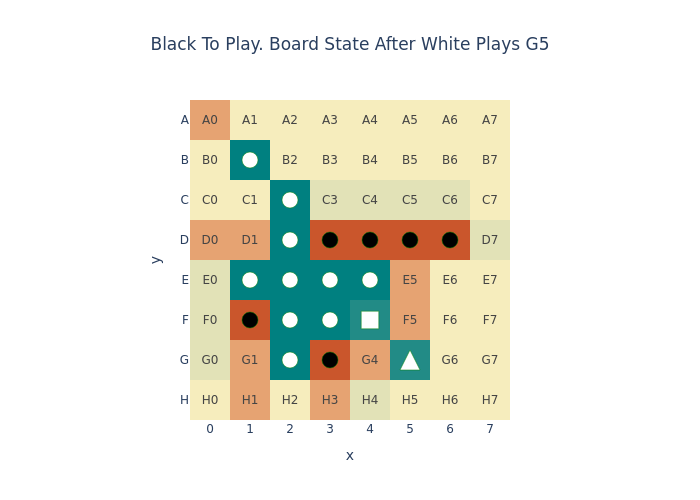 Black To Play. Board State After White Plays G5
A A0 A1 A2 A3 A4 A5 A6 A7
B B0 B2 B3 B4 B5 B6 B7
C C0 C1 C3 C4 C5 C6 C7
D D0 D1 D7
E E0 E5 E6 E7
F F0 F5 F6 F7
G G0 G1 G4 G6 G7
H H0 H1 H2 H3 H4 H5 H6 H7
0 1 2 3 4 5 6 7
x
y